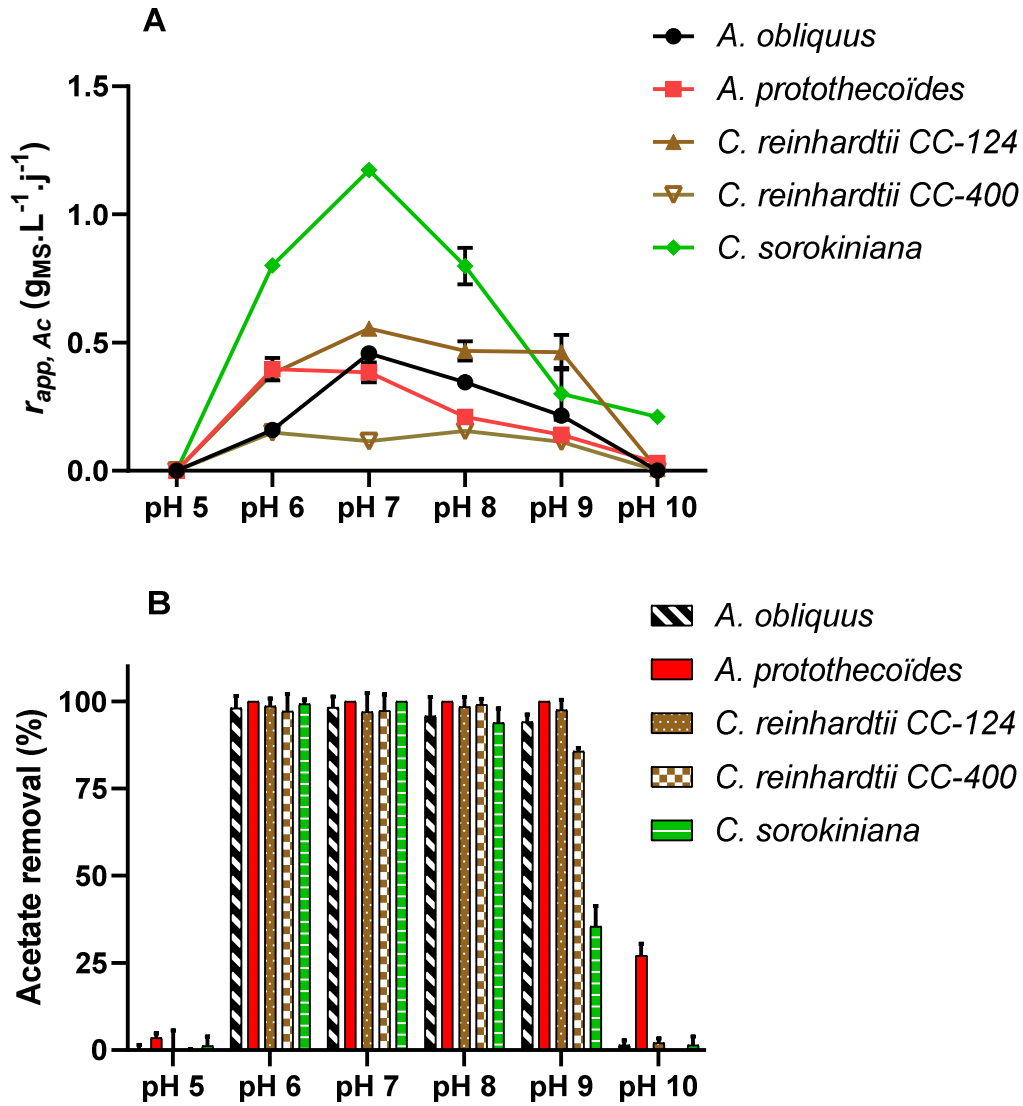 A
A. obliquus
A. protothecoïdes
C. reinhardtii CC-124
C. reinhardtii CC-400
C. sorokiniana
r_app, Ac (g_MS.L⁻¹.j⁻¹)
1.5
1.0
0.5
0.0
pH 5 pH 6 pH 7 pH 8 pH 9 pH 10
B
A. obliquus
A. protothecoïdes
C. reinhardtii CC-124
C. reinhardtii CC-400
C. sorokiniana
Acetate removal (%)
100
75
50
25
0
pH 5 pH 6 pH 7 pH 8 pH 9 pH 10